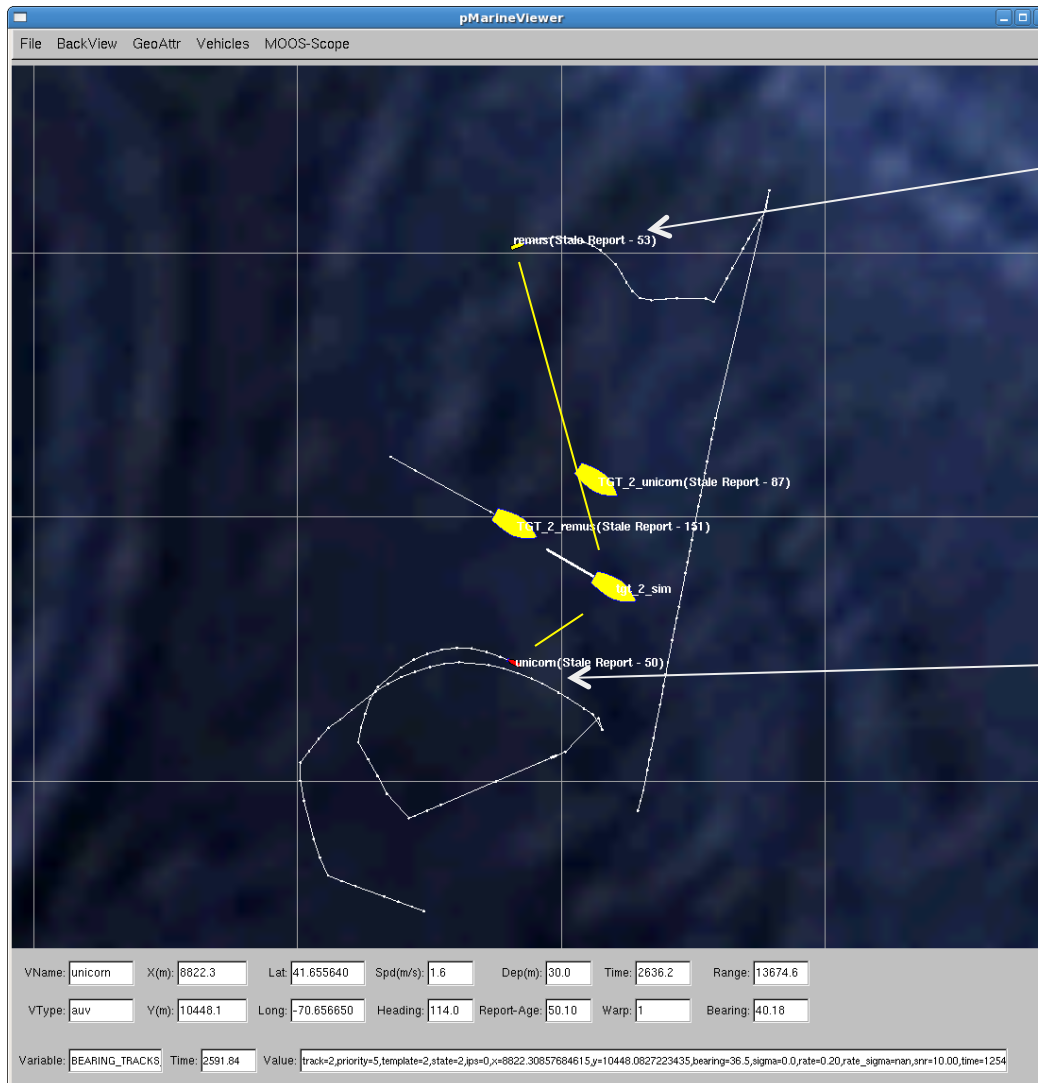 pMarineViewer
File BackView GeoAttr Vehicles MOOS-Scope
remus(Stale Report - 53)
TGT_2_unicorn(Stale Report - 87)
TGT_2_remus(Stale Report - 151)
tgt_2_sim
unicorn(Stale Report - 50)
VName: unicorn X(m): 8822.3 Lat: 41.655640 Spd(m/s): 1.6 Dep(m): 30.0 Time: 2636.2 Range: 13674.6
VType: auv Y(m): 10448.1 Long: -70.656650 Heading: 114.0 Report-Age: 50.10 Warp: 1 Bearing: 40.18
Variable: BEARING_TRACKS Time: 2591.84 Value: track=2,priority=5,template=2,state=2,ips=0,x=8822.30857684615,y=10448.0827223435,bearing=36.5,sigma=0.0,rate=0.20,rate_sigma=nan,snr=10.00,time=1254